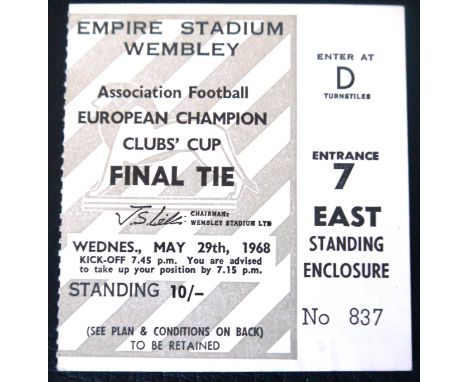 EMPIRE STADIUM
WEMBLEY
Association Football
EUROPEAN CHAMPION
CLUBS' CUP
FINAL TIE
CHAIRMAN:
WEMBLEY STADIUM LTD
WEDNES., MAY 29th, 1968
KICK-OFF 7.45 p.m. You are advised
to take up your position by 7.15 p.m.
STANDING 10/-
(SEE PLAN & CONDITIONS ON BACK)
TO BE RETAINED
ENTER AT
D
TURNSTILES
ENTRANCE
7
EAST
STANDING
ENCLOSURE
No 837